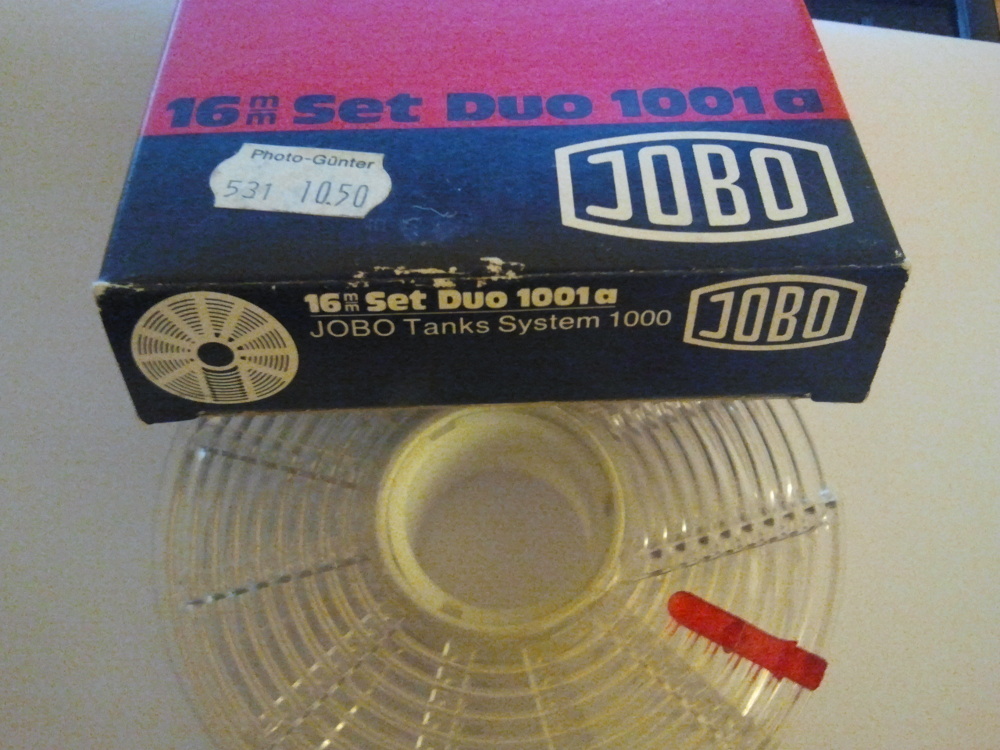 16mm Set Duo 1001a
Photo-Günter
531 10.50
JOBO
16mm Set Duo 1001a
JOBO Tanks System 1000
JOBO